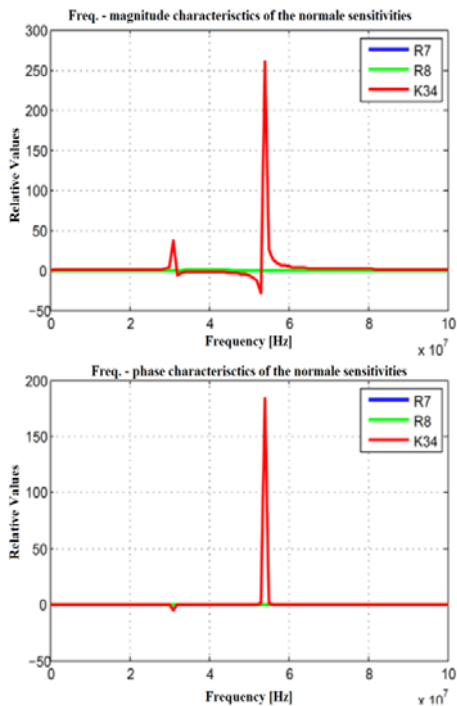 Freq. - magnitude characterisctics of the normale sensitivities
300
250
200
150
100
50
0
−50
Relative Values
R7
R8
K34
0 2 4 6 8 10
Frequency [Hz]
x 10^7
Freq. - phase characterisctics of the normale sensitivities
200
150
100
50
0
−50
Relative Values
R7
R8
K34
0 2 4 6 8 10
Frequency [Hz]
x 10^7